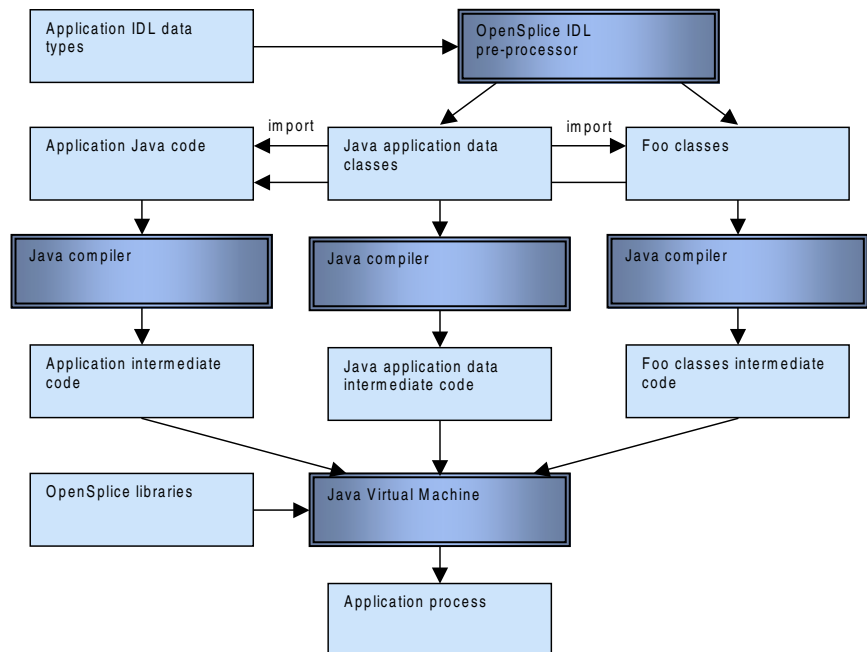 Application IDL data
types
OpenSplice IDL
pre-processor
import
import
Application Java code
Java application data
classes
Foo classes
Java compiler
Java compiler
Java compiler
Application intermediate
code
Java application data
intermediate code
Foo classes intermediate
code
OpenSplice libraries
Java Virtual Machine
Application process